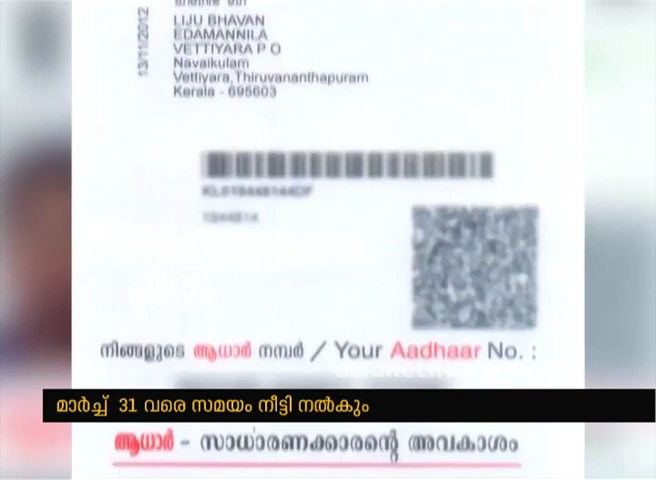 LIJU BHAVAN
EDAMANNILA
VETTIYARA P O
Navaikulam
Vettiyara,Thiruvananthapuram
Kerala - 695603
13/11/2012
നിങ്ങളുടെ ആധാർ നമ്പർ / Your Aadhaar No. :
മാർച്ച് 31 വരെ സമയം നീട്ടി നൽകും
ആധാർ - സാധാരണക്കാരന്റെ അവകാശം